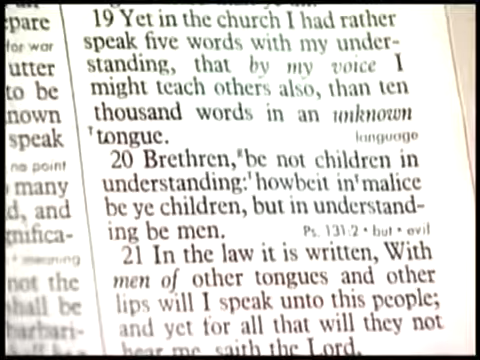 pare
for war
utter
to be
nown
speak
no point
many
d, and
gnifica-
meaning
not the
shall be
barbari-
19 Yet in the church I had rather
speak five words with my under-
standing, that by my voice I
might teach others also, than ten
thousand words in an unknown
tongue. language
20 Brethren, be not children in
understanding: howbeit in malice
be ye children, but in understand-
ing be men. Ps. 131:2 • but • evil
21 In the law it is written, With
men of other tongues and other
lips will I speak unto this people;
and yet for all that will they not
hear me, saith the Lord.